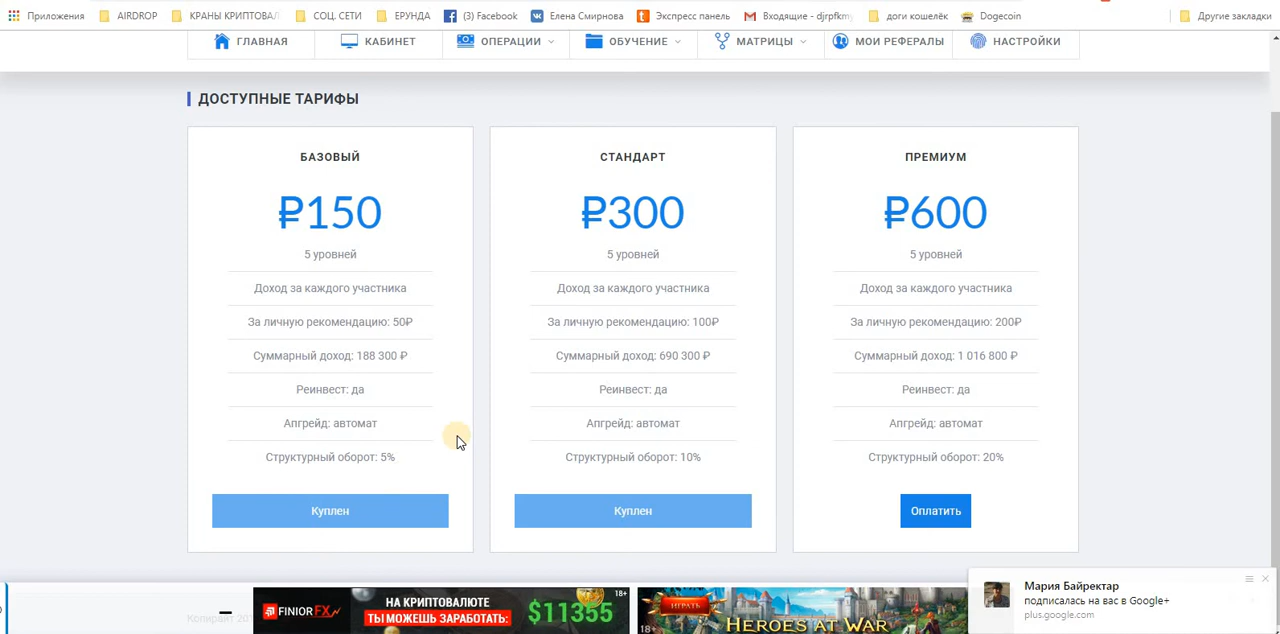 Приложения AIRDROP КРАНЫ КРИПТОВАЛ СОЦ. СЕТИ ЕРУНДА (3) Facebook Елена Смирнова Экспресс панель Входящие - djrpfkmy доги кошелёк Dogecoin Другие закладки
ГЛАВНАЯ КАБИНЕТ ОПЕРАЦИИ ОБУЧЕНИЕ МАТРИЦЫ МОИ РЕФЕРАЛЫ НАСТРОЙКИ
ДОСТУПНЫЕ ТАРИФЫ
БАЗОВЫЙ
₽150
5 уровней
Доход за каждого участника
За личную рекомендацию: 50₽
Суммарный доход: 188 300 ₽
Реинвест: да
Апгрейд: автомат
Структурный оборот: 5%
Куплен
СТАНДАРТ
₽300
5 уровней
Доход за каждого участника
За личную рекомендацию: 100₽
Суммарный доход: 690 300 ₽
Реинвест: да
Апгрейд: автомат
Структурный оборот: 10%
Куплен
ПРЕМИУМ
₽600
5 уровней
Доход за каждого участника
За личную рекомендацию: 200₽
Суммарный доход: 1 016 800 ₽
Реинвест: да
Апгрейд: автомат
Структурный оборот: 20%
Оплатить
Копирайт 201
FINIORFX
НА КРИПТОВАЛЮТЕ
ТЫ МОЖЕШЬ ЗАРАБОТАТЬ:
$11355
18+
ИГРАТЬ
HEROES AT WAR
18+
Мария Байректар
подписалась на вас в Google+
plus.google.com